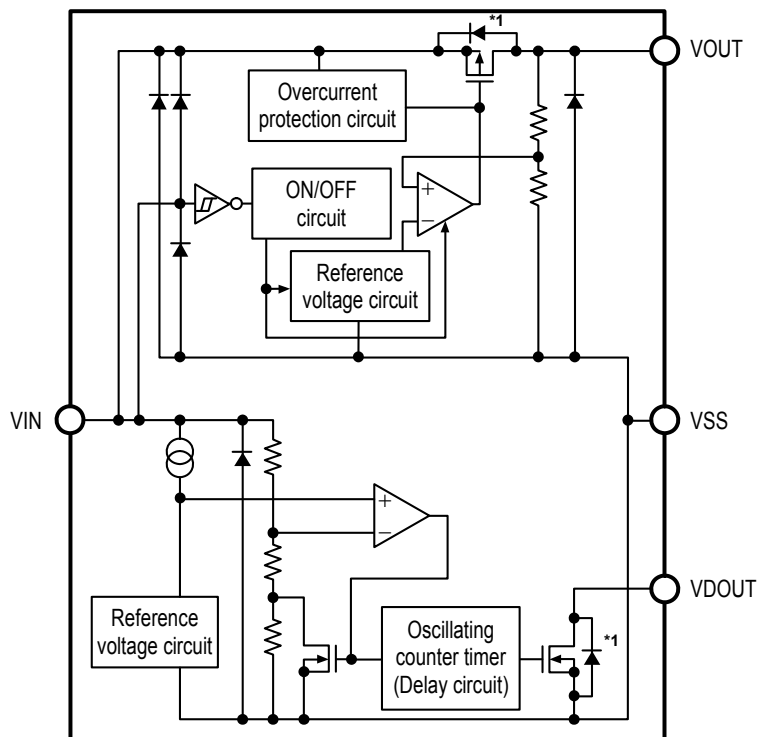 *1
VOUT
Overcurrent
protection circuit
+
−
ON/OFF
circuit
Reference
voltage circuit
VIN
VSS
+
−
VDOUT
Reference
voltage circuit
Oscillating
counter timer
(Delay circuit)
*1